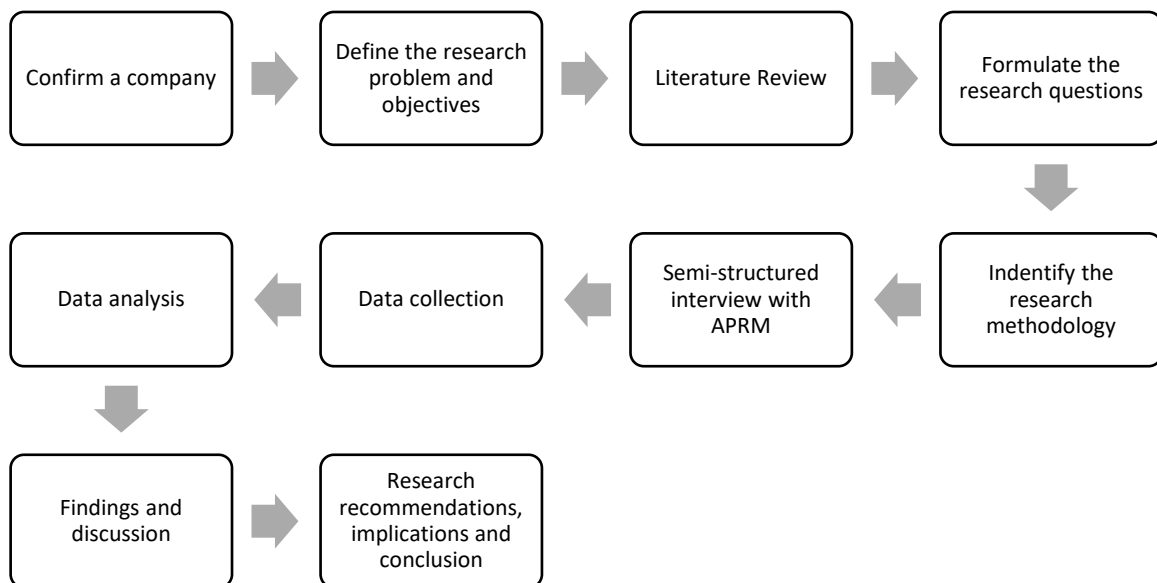 Confirm a company
Define the research
problem and
objectives
Literature Review
Formulate the
research questions
Indentify the
research
methodology
Semi-structured
interview with
APRM
Data collection
Data analysis
Findings and
discussion
Research
recommendations,
implications and
conclusion